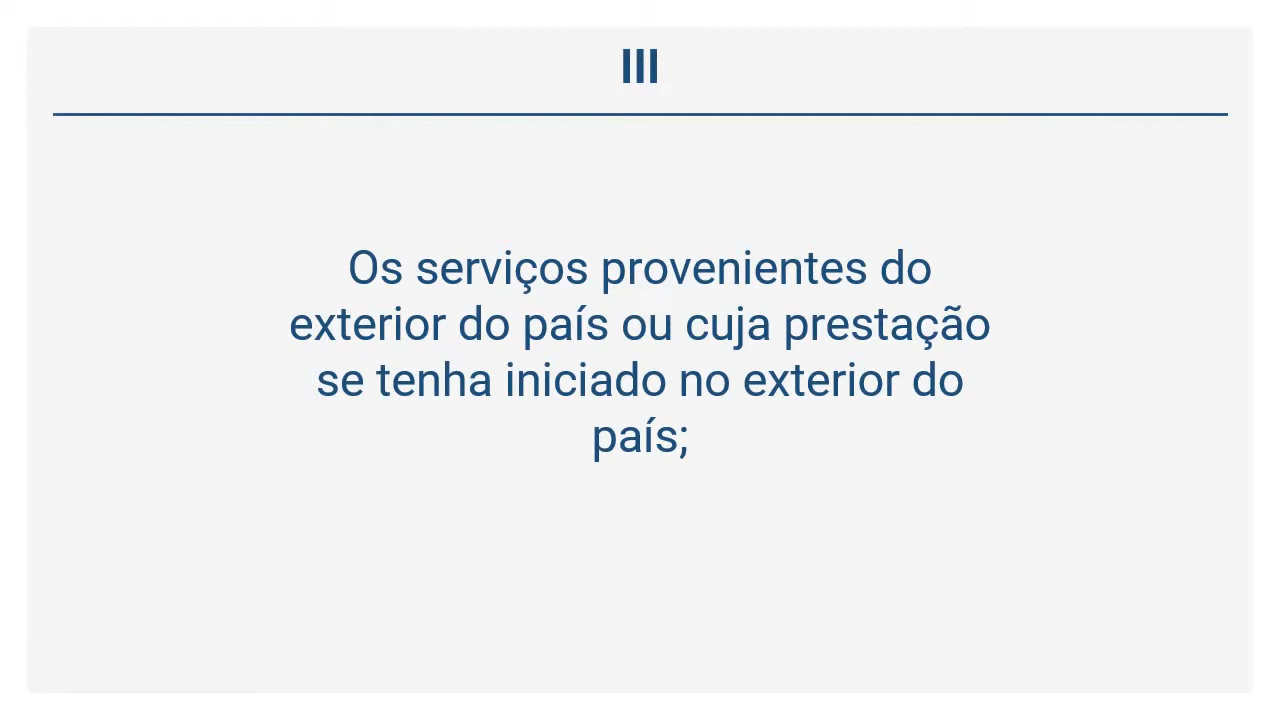 III
Os serviços provenientes do
exterior do país ou cuja prestação
se tenha iniciado no exterior do
país;